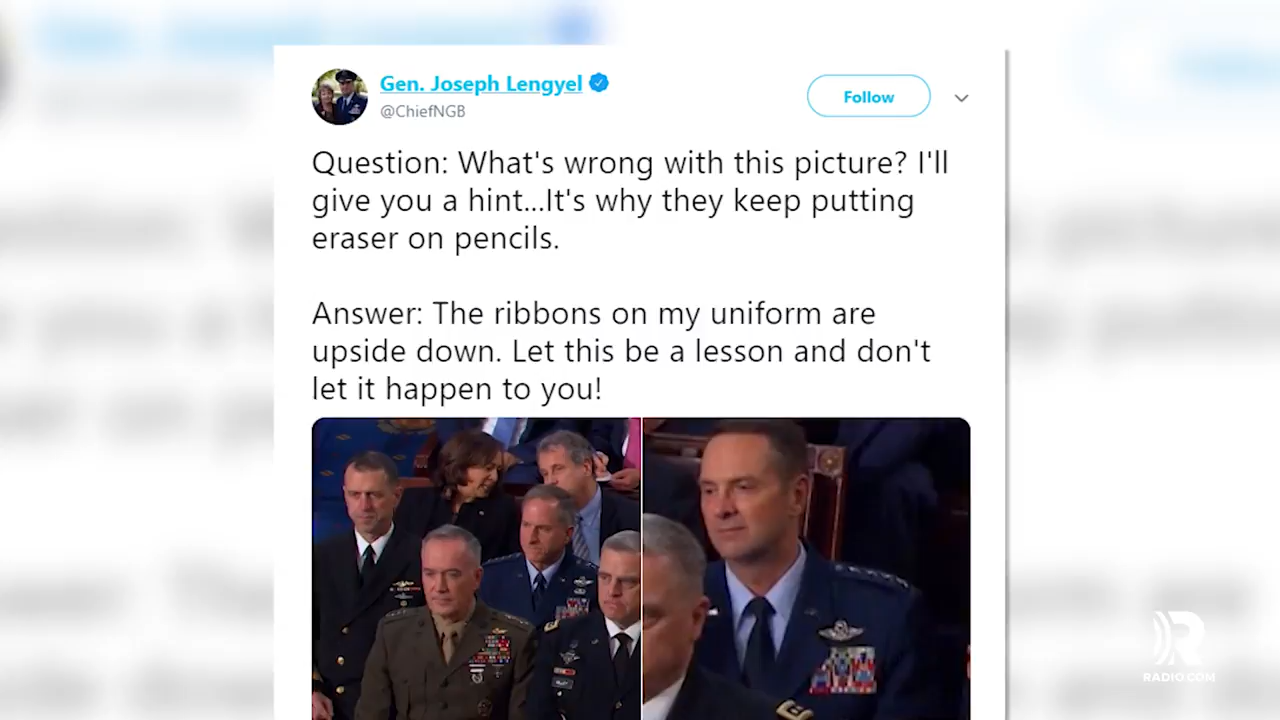 Gen. Joseph Lengyel
@ChiefNGB
Follow
Question: What's wrong with this picture? I'll
give you a hint...It's why they keep putting
eraser on pencils.
Answer: The ribbons on my uniform are
upside down. Let this be a lesson and don't
let it happen to you!
RADIO.COM